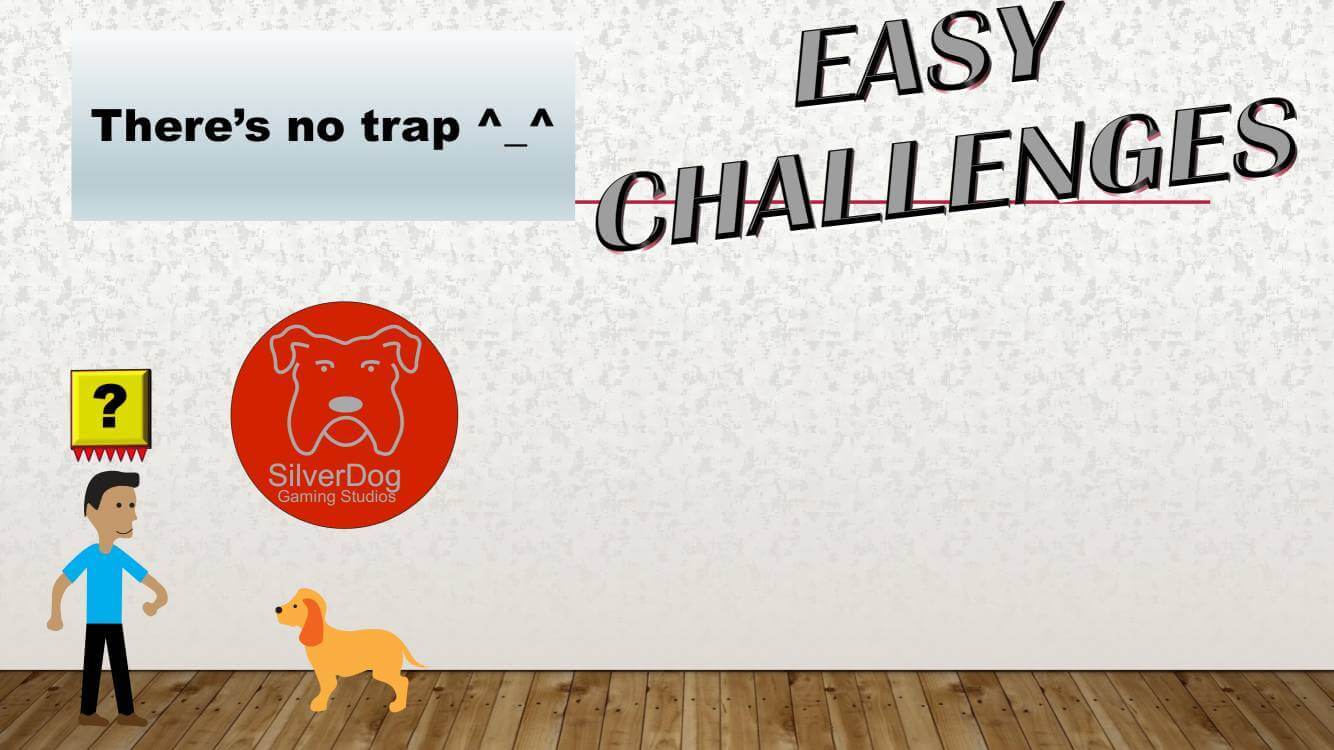 There’s no trap ^_^
EASY
CHALLENGES
?
SilverDog
Gaming Studios